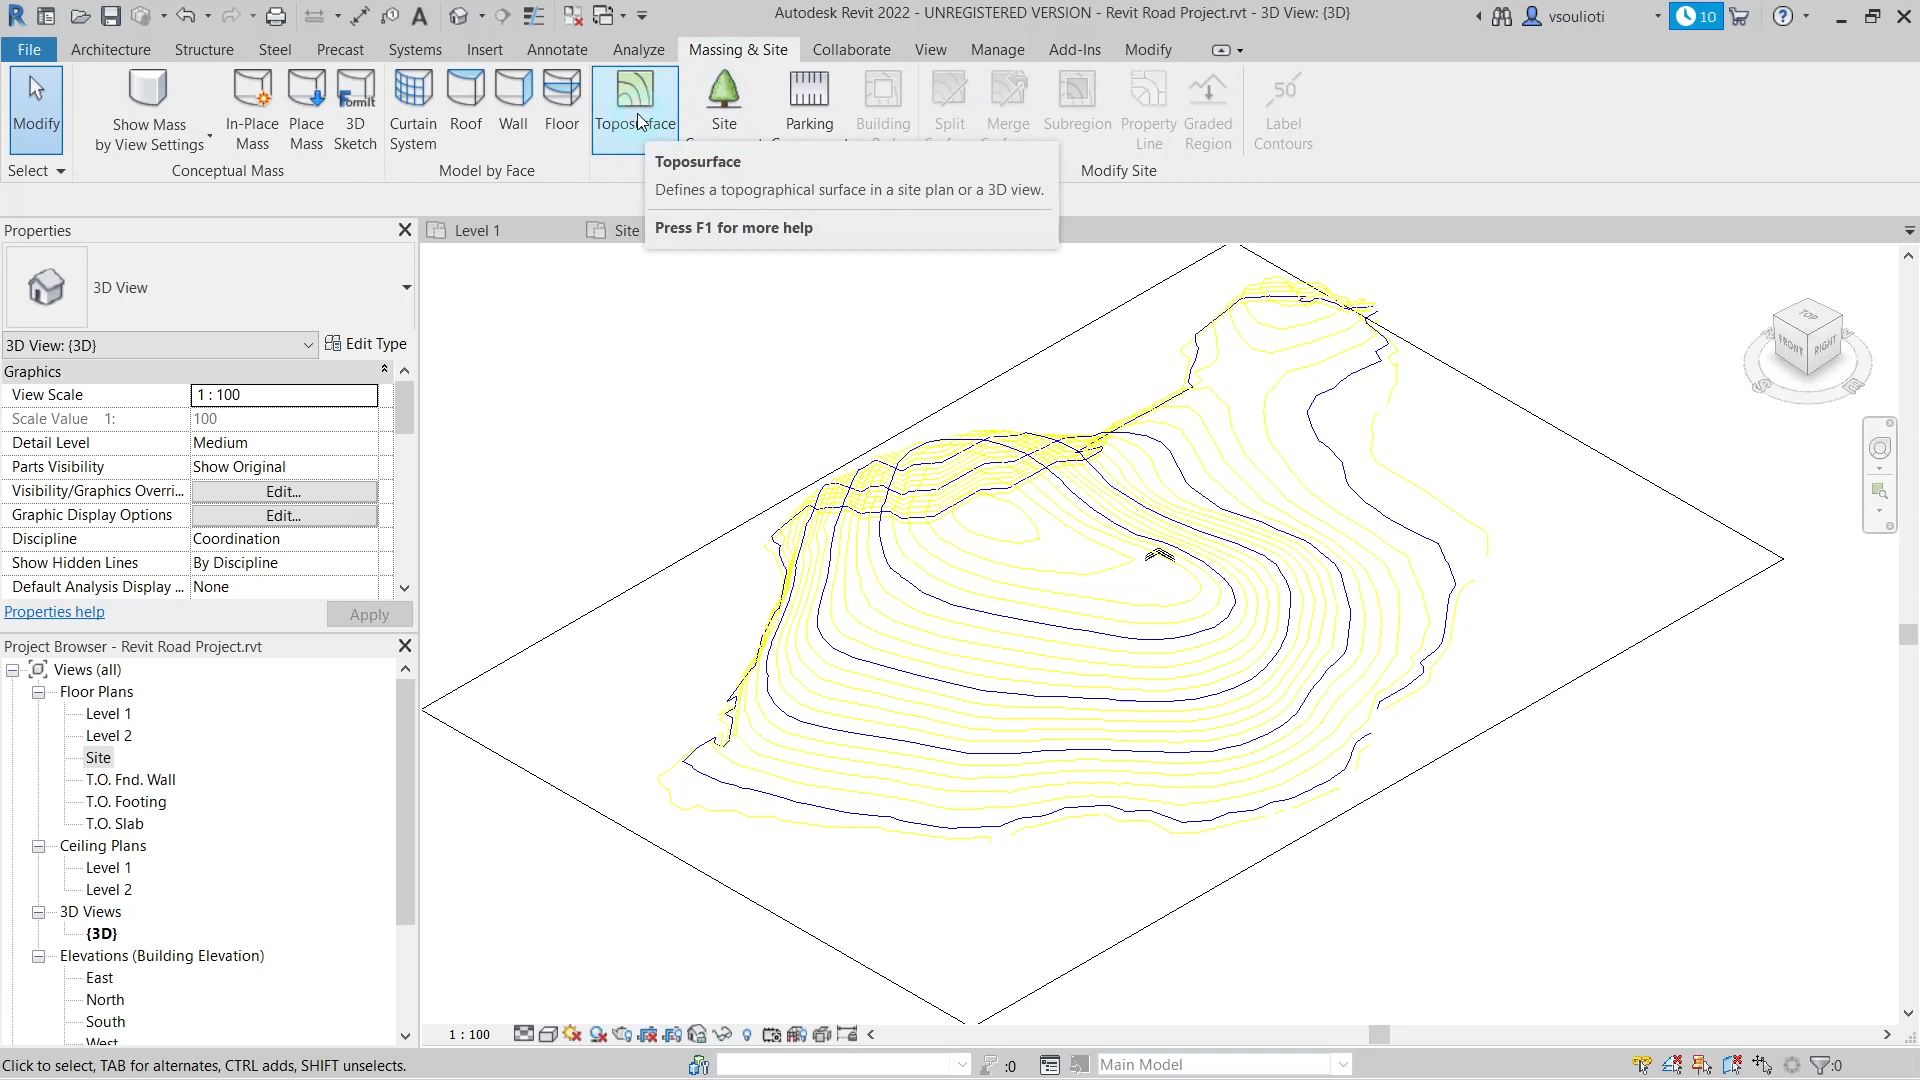 Autodesk Revit 2022 - UNREGISTERED VERSION - Revit Road Project.rvt - 3D View: {3D}
vsoulioti
10
File
Architecture
Structure
Steel
Precast
Systems
Insert
Annotate
Analyze
Massing & Site
Collaborate
View
Manage
Add-Ins
Modify
Modify
Show Mass
by View Settings
In-Place
Mass
Place
Mass
FormIt
3D
Sketch
Curtain
System
Roof
Wall
Floor
Toposurface
Site
Parking
Building
Split
Merge
Subregion
Property
Line
Graded
Region
50
Label
Contours
Select
Conceptual Mass
Model by Face
Modify Site
Toposurface
Defines a topographical surface in a site plan or a 3D view.
Press F1 for more help
Properties
Level 1
Site
3D View
3D View: {3D}
Edit Type
Graphics
View Scale
1 : 100
Scale Value 1:
100
Detail Level
Medium
Parts Visibility
Show Original
Visibility/Graphics Overri...
Edit...
Graphic Display Options
Edit...
Discipline
Coordination
Show Hidden Lines
By Discipline
Default Analysis Display ...
None
Properties help
Apply
Project Browser - Revit Road Project.rvt
Views (all)
Floor Plans
Level 1
Level 2
Site
T.O. Fnd. Wall
T.O. Footing
T.O. Slab
Ceiling Plans
Level 1
Level 2
3D Views
{3D}
Elevations (Building Elevation)
East
North
South
West
TOP
FRONT
RIGHT
S
E
1 : 100
Click to select, TAB for alternates, CTRL adds, SHIFT unselects.
:0
Main Model
:0